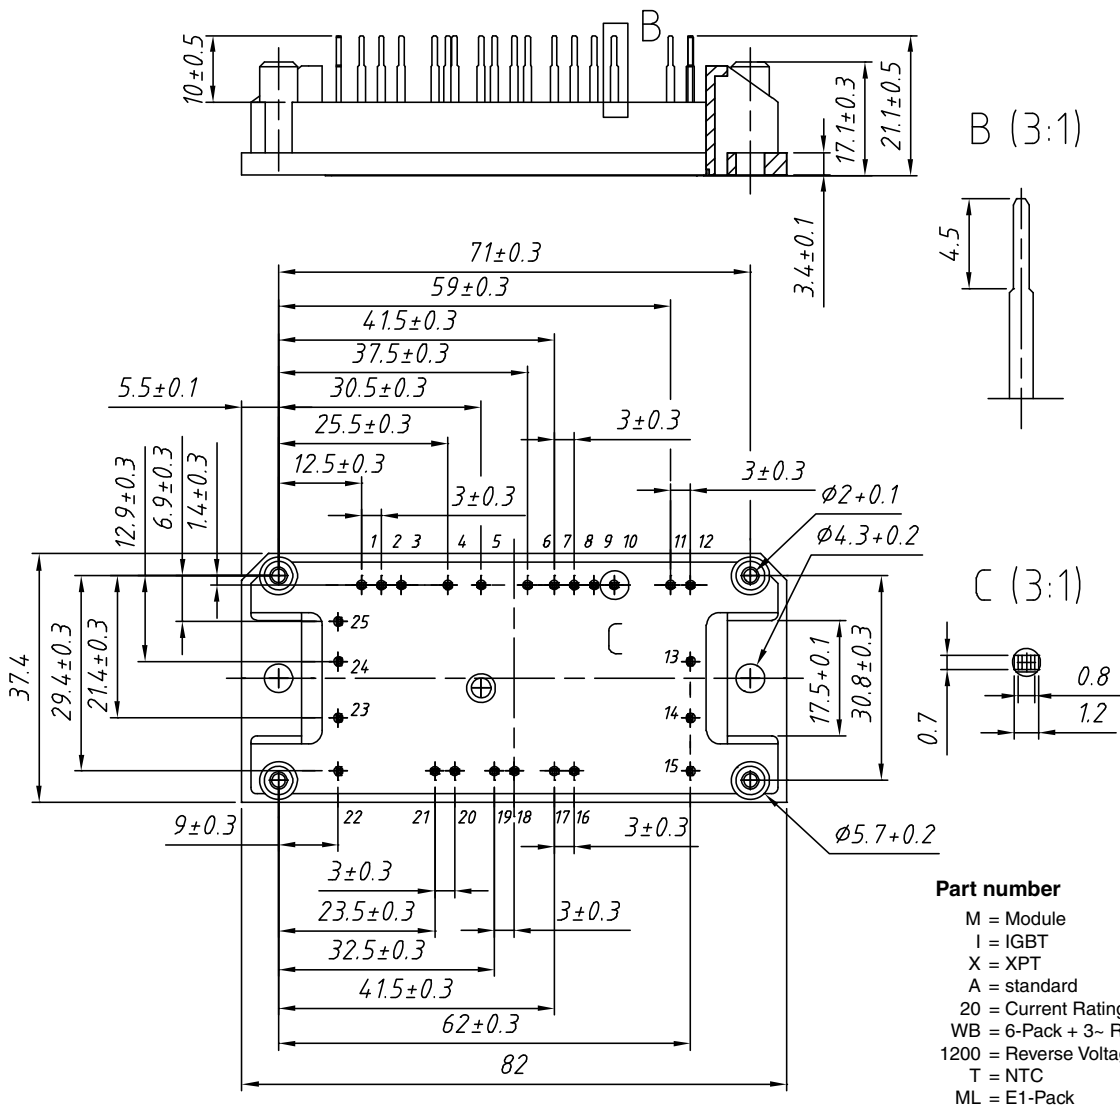 B
10±0.5
17.1±0.3
21.1±0.5
3.4±0.1
B (3:1)
4.5
71±0.3
59±0.3
41.5±0.3
37.5±0.3
5.5±0.1
30.5±0.3
25.5±0.3
3±0.3
12.5±0.3
3±0.3
3±0.3
12.9±0.3
6.9±0.3
1.4±0.3
Ø2+0.1
Ø4.3+0.2
1 2 3 4 5 6 7 8 9 10 11 12
C (3:1)
C
25
24
23
13
14
15
37.4
29.4±0.3
21.4±0.3
17.5+0.1
30.8±0.3
0.7
0.8
1.2
22 21 20 19 18 17 16
9±0.3
3±0.3
Ø5.7+0.2
3±0.3
23.5±0.3
3±0.3
32.5±0.3
41.5±0.3
62±0.3
82
Part number
M = Module
I = IGBT
X = XPT
A = standard
20 = Current Rating
WB = 6-Pack + 3~ R
1200 = Reverse Voltag
T = NTC
ML = E1-Pack